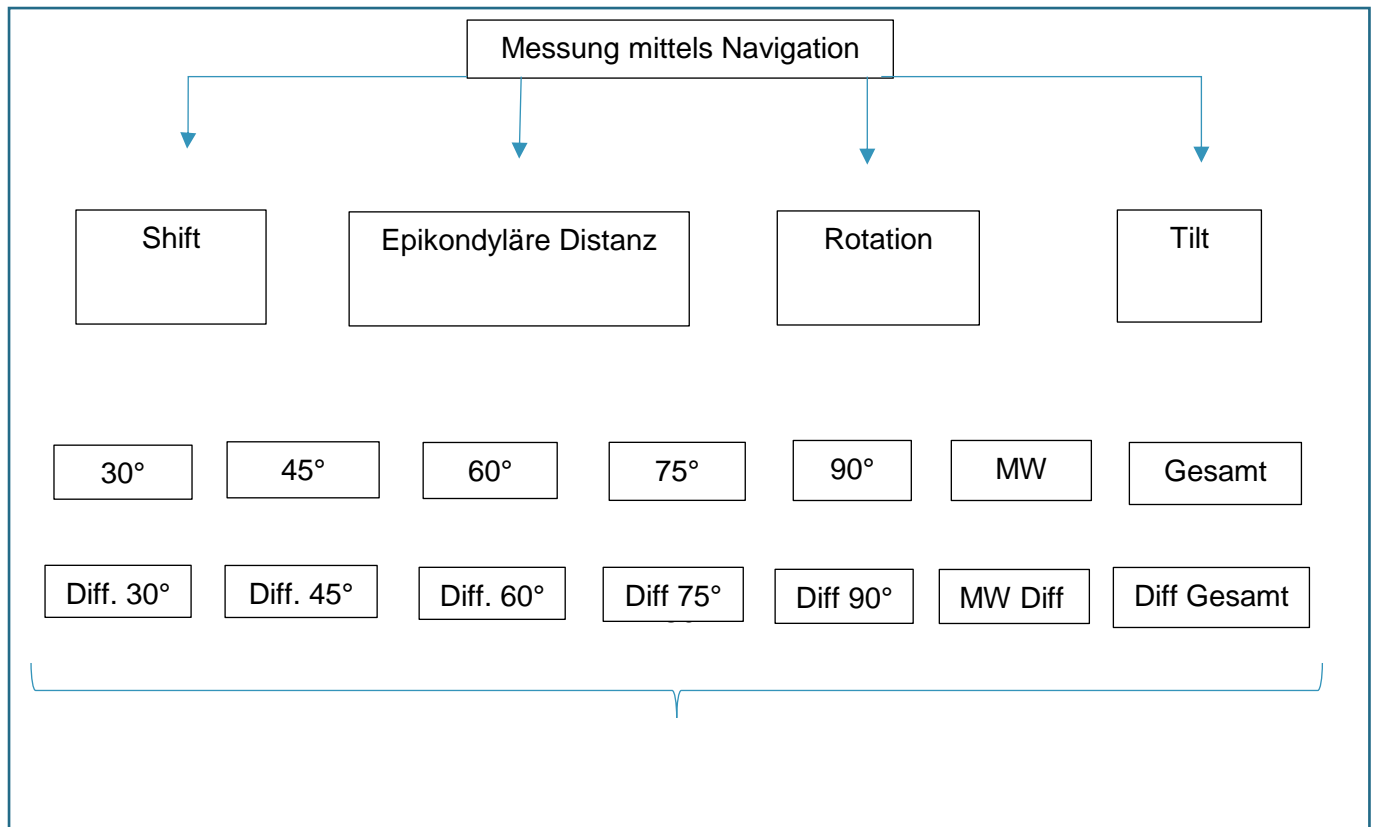 Messung mittels Navigation
Shift
Epikondyläre Distanz
Rotation
Tilt
30°
45°
60°
75°
90°
MW
Gesamt
Diff. 30°
Diff. 45°
Diff. 60°
Diff 75°
Diff 90°
MW Diff
Diff Gesamt